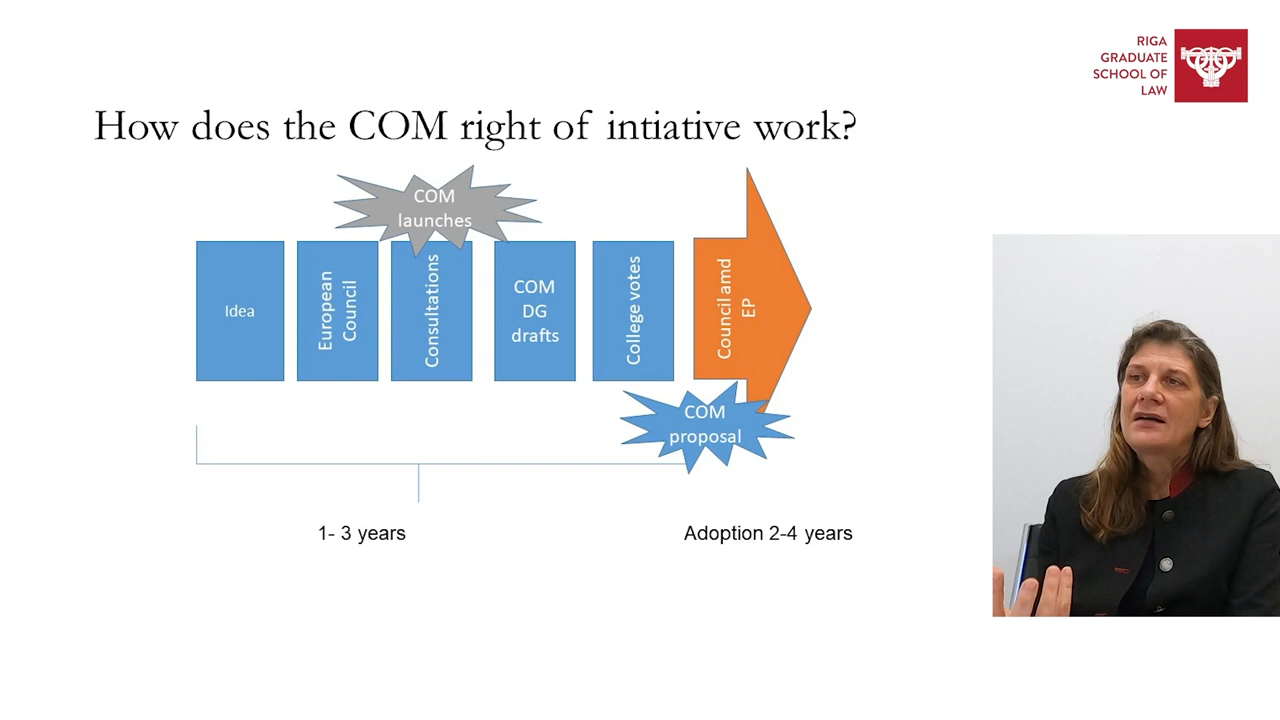 RIGA
GRADUATE
SCHOOL OF
LAW
How does the COM right of intiative work?
COM
launches
Idea
European
Council
Consultations
COM
DG
drafts
College votes
Council amd
EP
COM
proposal
1- 3 years
Adoption 2-4 years